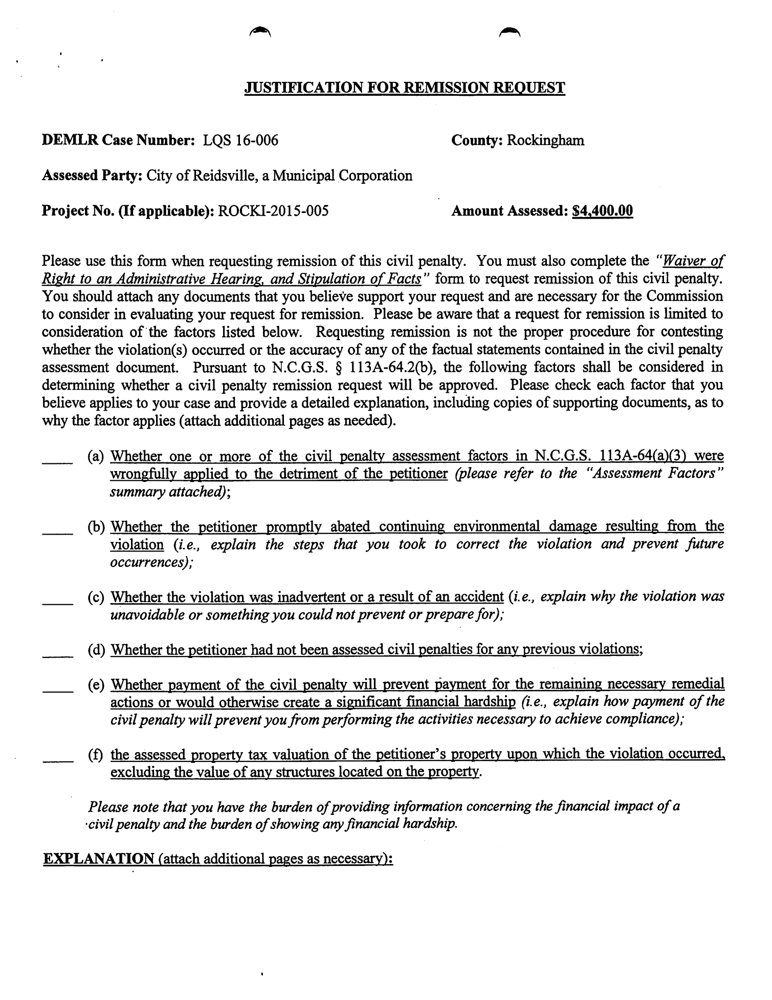 JUSTIFICATION FOR REMISSION REQUEST
DEMLR Case Number: LQS 16-006 County: Rockingham
Assessed Party: City of Reidsville, a Municipal Corporation
Project No. (If applicable): ROCKI-2015-005 Amount Assessed: $4,400.00
Please use this form when requesting remission of this civil penalty. You must also complete the "Waiver of
Right to an Administrative Hearing, and Stipulation of Facts" form to request remission of this civil penalty.
You should attach any documents that you believe support your request and are necessary for the Commission
to consider in evaluating your request for remission. Please be aware that a request for remission is limited to
consideration of the factors listed below. Requesting remission is not the proper procedure for contesting
whether the violation(s) occurred or the accuracy of any of the factual statements contained in the civil penalty
assessment document. Pursuant to N.C.G.S. § 113A-64.2(b), the following factors shall be considered in
determining whether a civil penalty remission request will be approved. Please check each factor that you
believe applies to your case and provide a detailed explanation, including copies of supporting documents, as to
why the factor applies (attach additional pages as needed).
____ (a) Whether one or more of the civil penalty assessment factors in N.C.G.S. 113A-64(a)(3) were
wrongfully applied to the detriment of the petitioner (please refer to the "Assessment Factors"
summary attached);
____ (b) Whether the petitioner promptly abated continuing environmental damage resulting from the
violation (i.e., explain the steps that you took to correct the violation and prevent future
occurrences);
____ (c) Whether the violation was inadvertent or a result of an accident (i.e., explain why the violation was
unavoidable or something you could not prevent or prepare for);
____ (d) Whether the petitioner had not been assessed civil penalties for any previous violations;
____ (e) Whether payment of the civil penalty will prevent payment for the remaining necessary remedial
actions or would otherwise create a significant financial hardship (i.e., explain how payment of the
civil penalty will prevent you from performing the activities necessary to achieve compliance);
____ (f) the assessed property tax valuation of the petitioner's property upon which the violation occurred,
excluding the value of any structures located on the property.
Please note that you have the burden of providing information concerning the financial impact of a
civil penalty and the burden of showing any financial hardship.
EXPLANATION (attach additional pages as necessary):